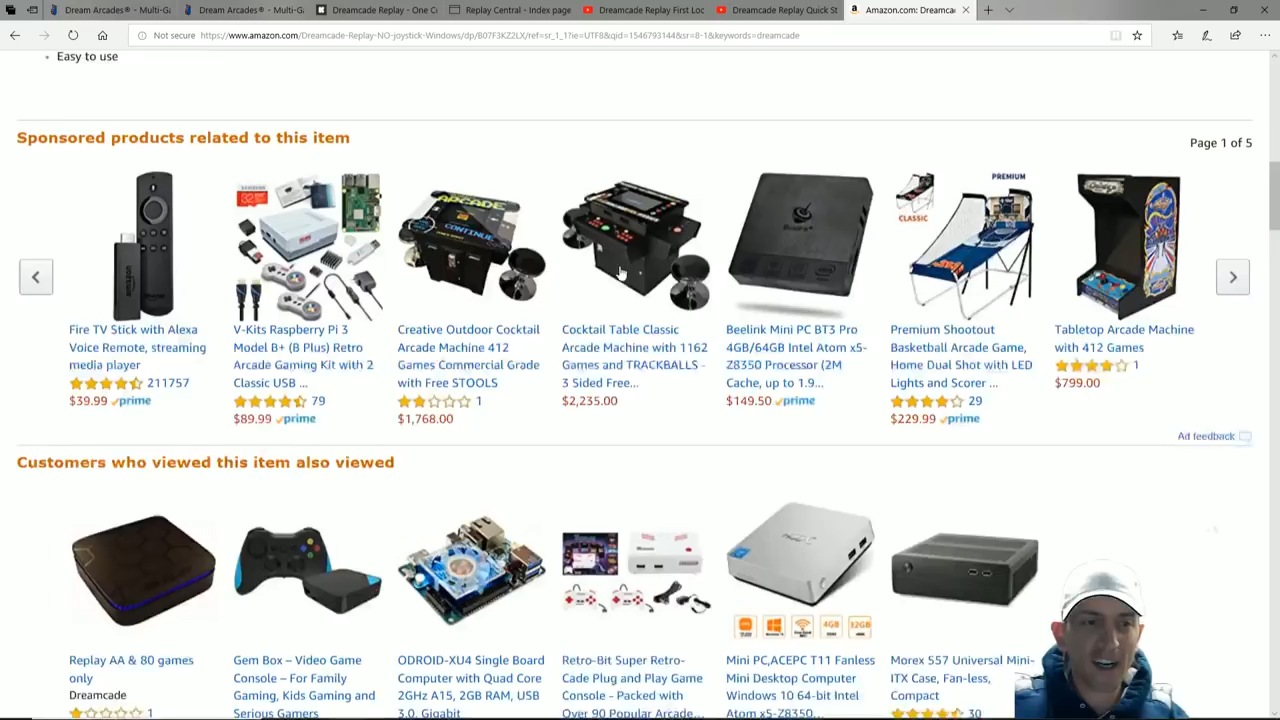 Dream Arcades® - Multi-Ga
Dream Arcades® - Multi-G
Dreamcade Replay - One C
Replay Central - Index page
Dreamcade Replay First Loc
Dreamcade Replay Quick St
Amazon.com: Dreamca
Not secure
https://www.amazon.com/Dreamcade-Replay-NO-joystick-Windows/dp/B07F3KZ2LX/ref=sr_1_1?ie=UTF8&qid=1546793144&sr=8-1&keywords=dreamcade
Easy to use
Sponsored products related to this item
Page 1 of 5
PREMIUM
CLASSIC
ARCADE
CONTINUE
amazon
Fire TV Stick with Alexa
Voice Remote, streaming
media player
211757
$39.99 prime
V-Kits Raspberry Pi 3
Model B+ (B Plus) Retro
Arcade Gaming Kit with 2
Classic USB ...
79
$89.99 prime
Creative Outdoor Cocktail
Arcade Machine 412
Games Commercial Grade
with Free STOOLS
1
$1,768.00
Cocktail Table Classic
Arcade Machine with 1162
Games and TRACKBALLS -
3 Sided Free...
$2,235.00
Beelink Mini PC BT3 Pro
4GB/64GB Intel Atom x5-
Z8350 Processor (2M
Cache, up to 1.9...
$149.50 prime
Premium Shootout
Basketball Arcade Game,
Home Dual Shot with LED
Lights and Scorer ...
29
$229.99 prime
Tabletop Arcade Machine
with 412 Games
1
$799.00
Ad feedback
Customers who viewed this item also viewed
4GB
32GB
Replay AA & 80 games
only
Dreamcade
1
Gem Box – Video Game
Console – For Family
Gaming, Kids Gaming and
Serious Gamers
ODROID-XU4 Single Board
Computer with Quad Core
2GHz A15, 2GB RAM, USB
3.0, Gigabit
Retro-Bit Super Retro-
Cade Plug and Play Game
Console - Packed with
Over 90 Popular Arcade...
Mini PC,ACEPC T11 Fanless
Mini Desktop Computer
Windows 10 64-bit Intel
Atom x5-Z8350...
Morex 557 Universal Mini-
ITX Case, Fan-less,
Compact
30